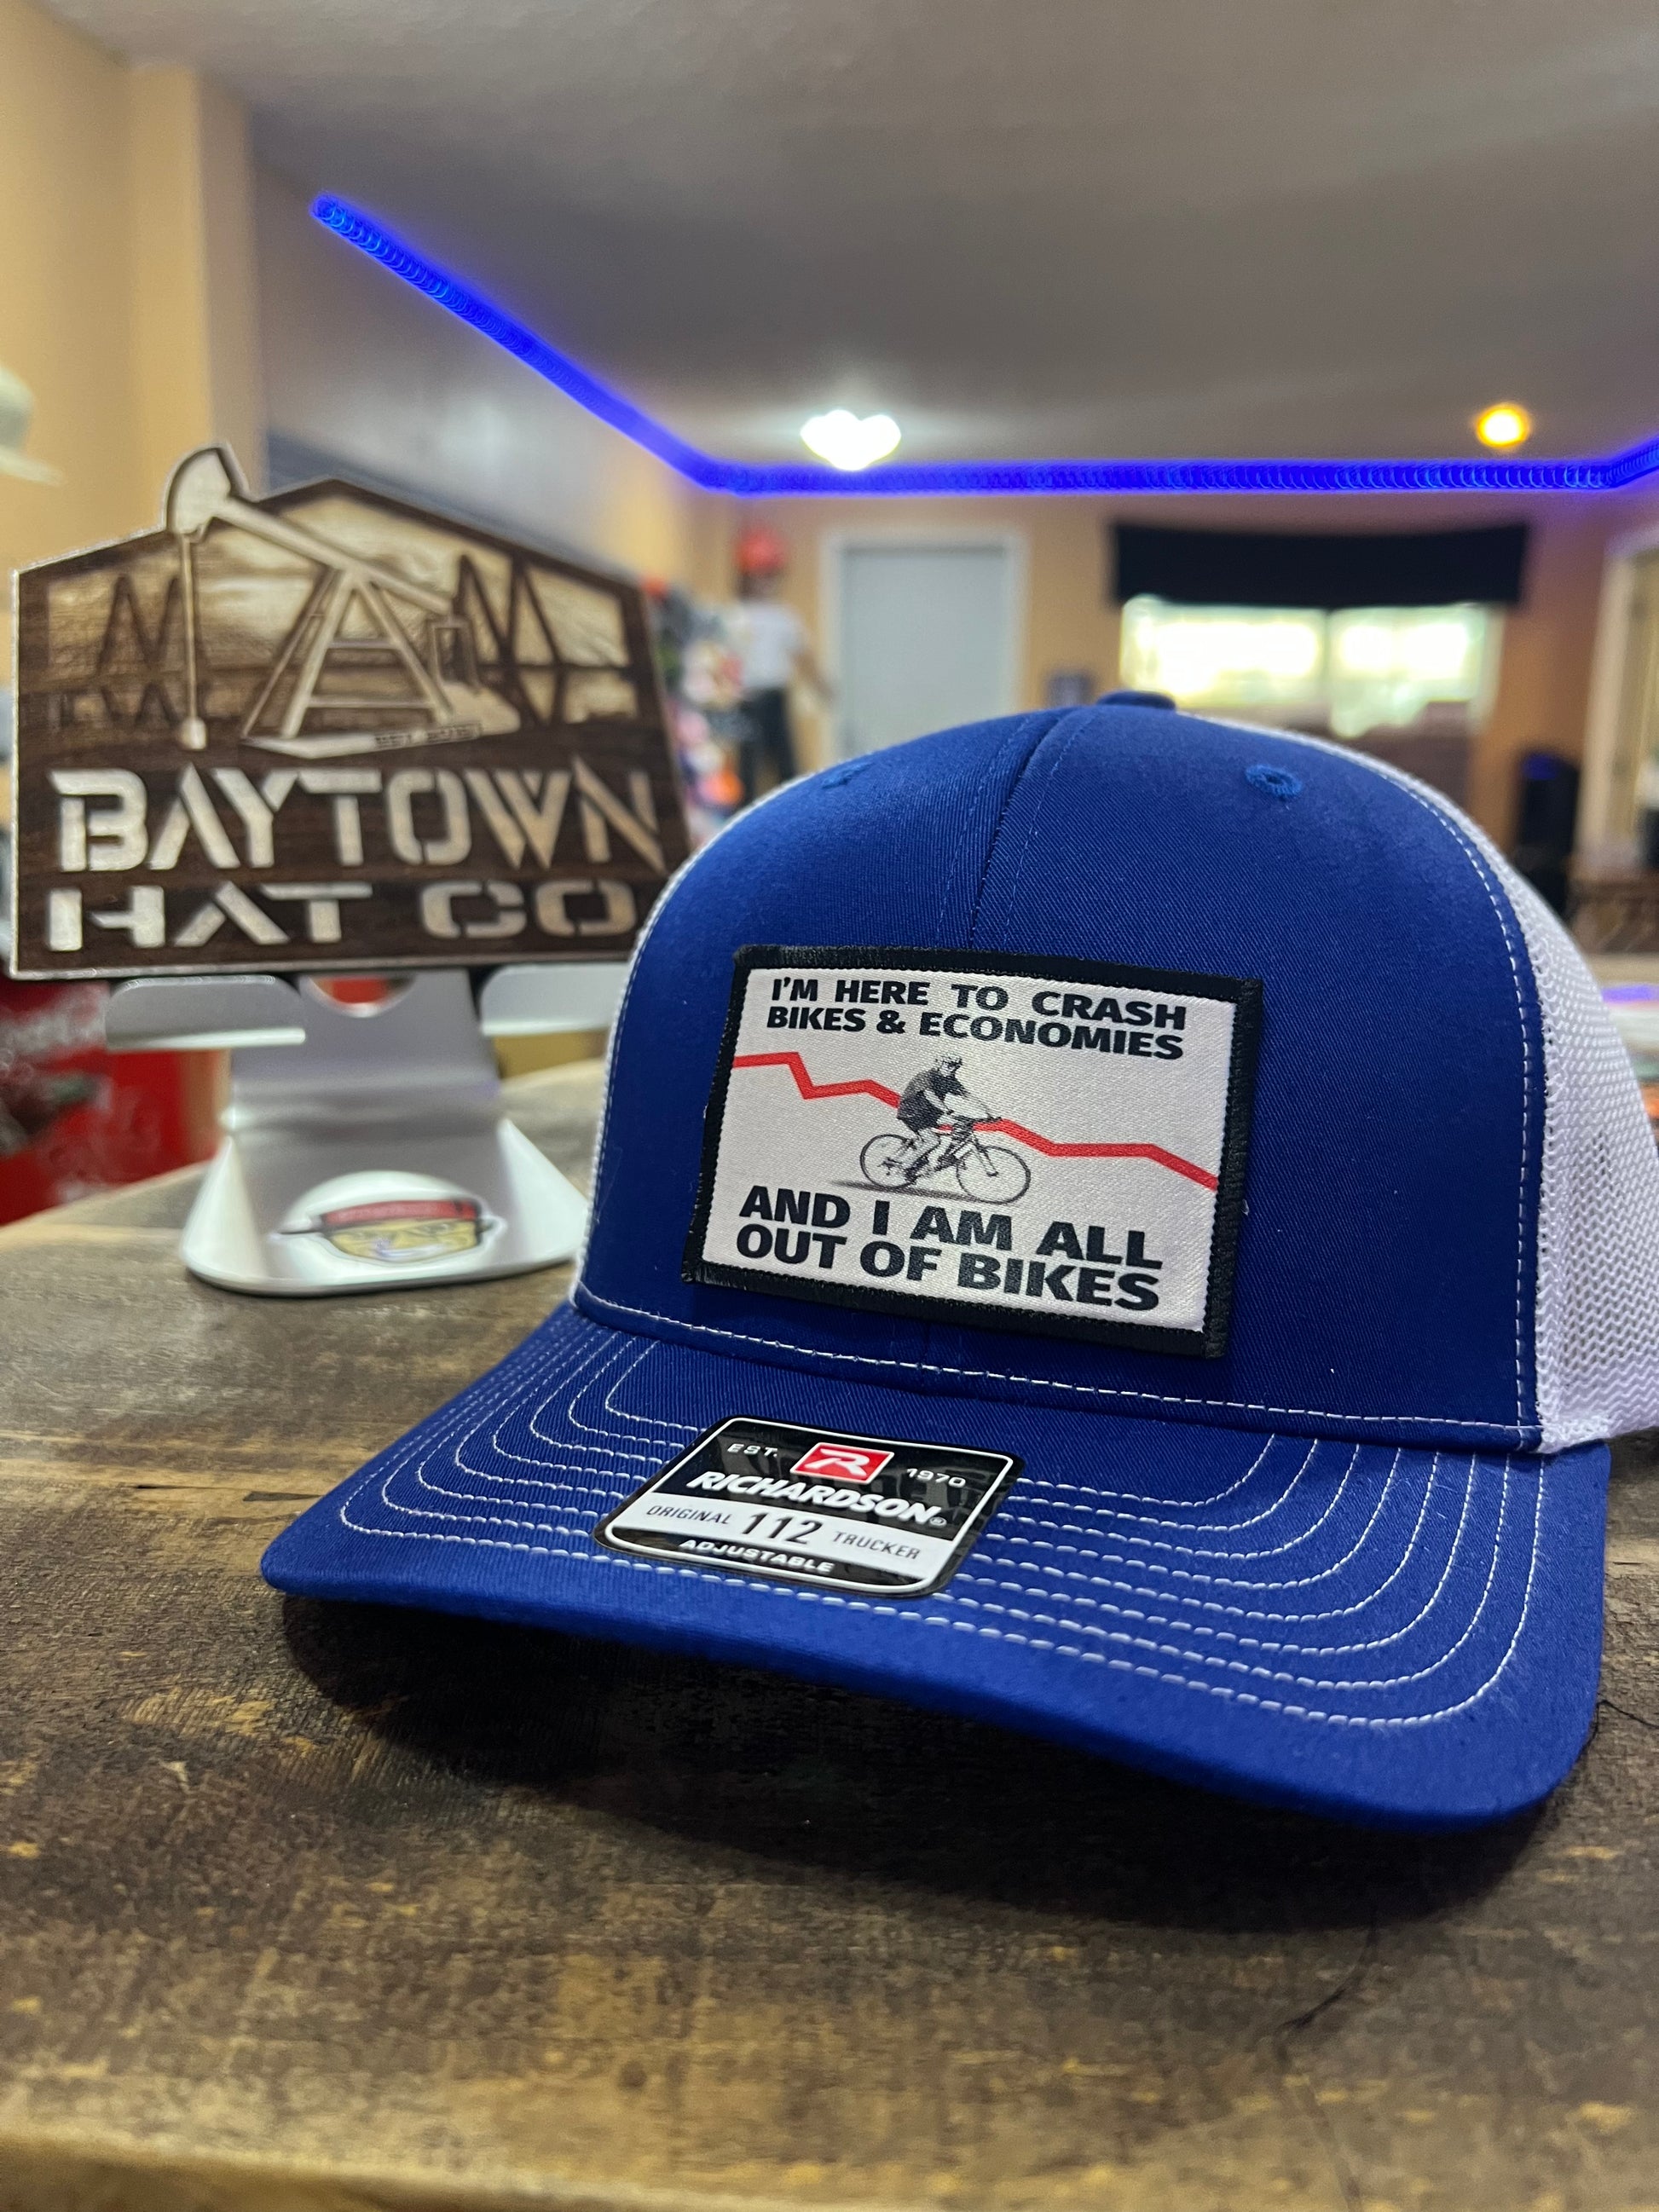 BAYTOWN
HAT CO
I'M HERE TO CRASH
BIKES & ECONOMIES
AND I AM ALL
OUT OF BIKES
EST. R 1970
RICHARDSON®
ORIGINAL 112 TRUCKER
ADJUSTABLE